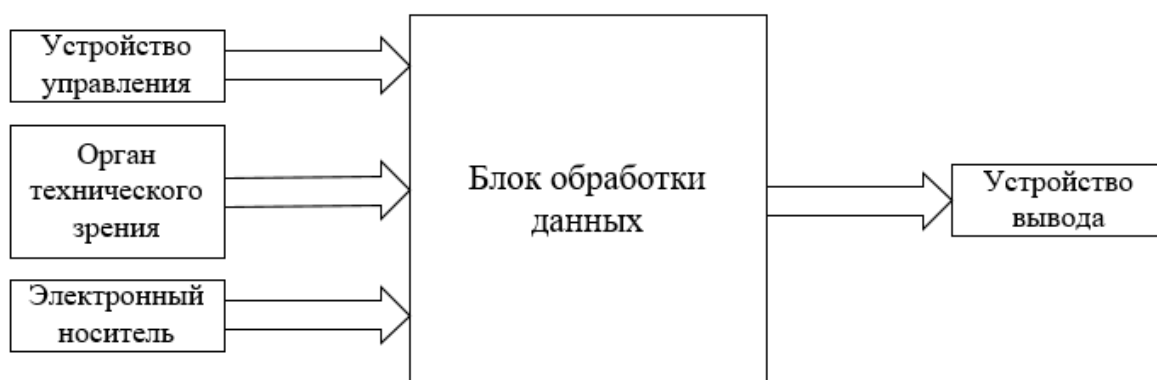 Устройство
управления
Орган
технического
зрения
Электронный
носитель
Блок обработки
данных
Устройство
вывода